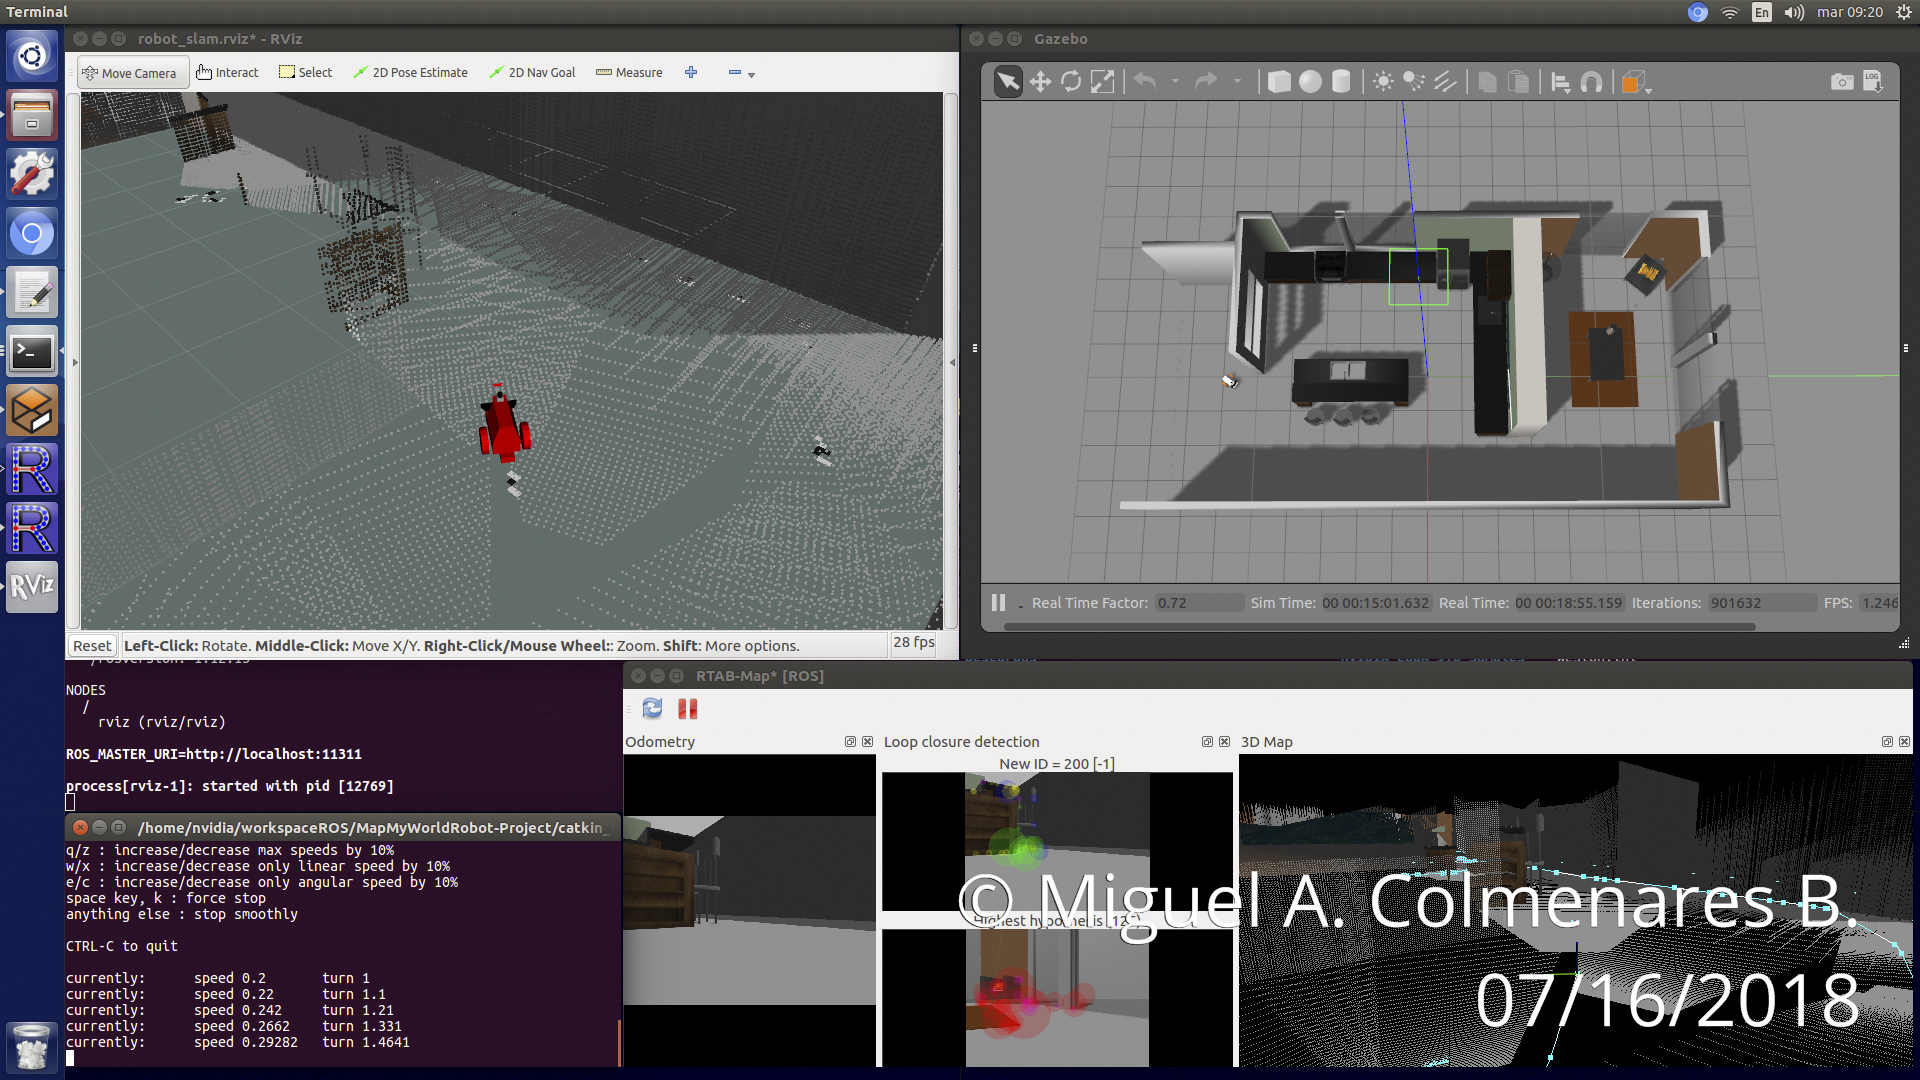 Terminal
En
mar 09:20
robot_slam.rviz* - RViz
Move Camera
Interact
Select
2D Pose Estimate
2D Nav Goal
Measure
Reset
Left-Click: Rotate. Middle-Click: Move X/Y. Right-Click/Mouse Wheel:: Zoom. Shift: More options.
28 fps
Gazebo
LOG
Real Time Factor: 0.72
Sim Time: 00 00:15:01.632
Real Time: 00 00:18:55.159
Iterations: 901632
FPS: 1.246
RViz
NODES
/
rviz (rviz/rviz)
ROS_MASTER_URI=http://localhost:11311
process[rviz-1]: started with pid [12769]
/home/nvidia/workspaceROS/MapMyWorldRobot-Project/catkin_
q/z : increase/decrease max speeds by 10%
w/x : increase/decrease only linear speed by 10%
e/c : increase/decrease only angular speed by 10%
space key, k : force stop
anything else : stop smoothly
CTRL-C to quit
currently: speed 0.2 turn 1
currently: speed 0.22 turn 1.1
currently: speed 0.242 turn 1.21
currently: speed 0.2662 turn 1.331
currently: speed 0.29282 turn 1.4641
RTAB-Map* [ROS]
Odometry
Loop closure detection
New ID = 200 [-1]
Highest hypothesis
3D Map
© Miguel A. Colmenares B.
07/16/2018